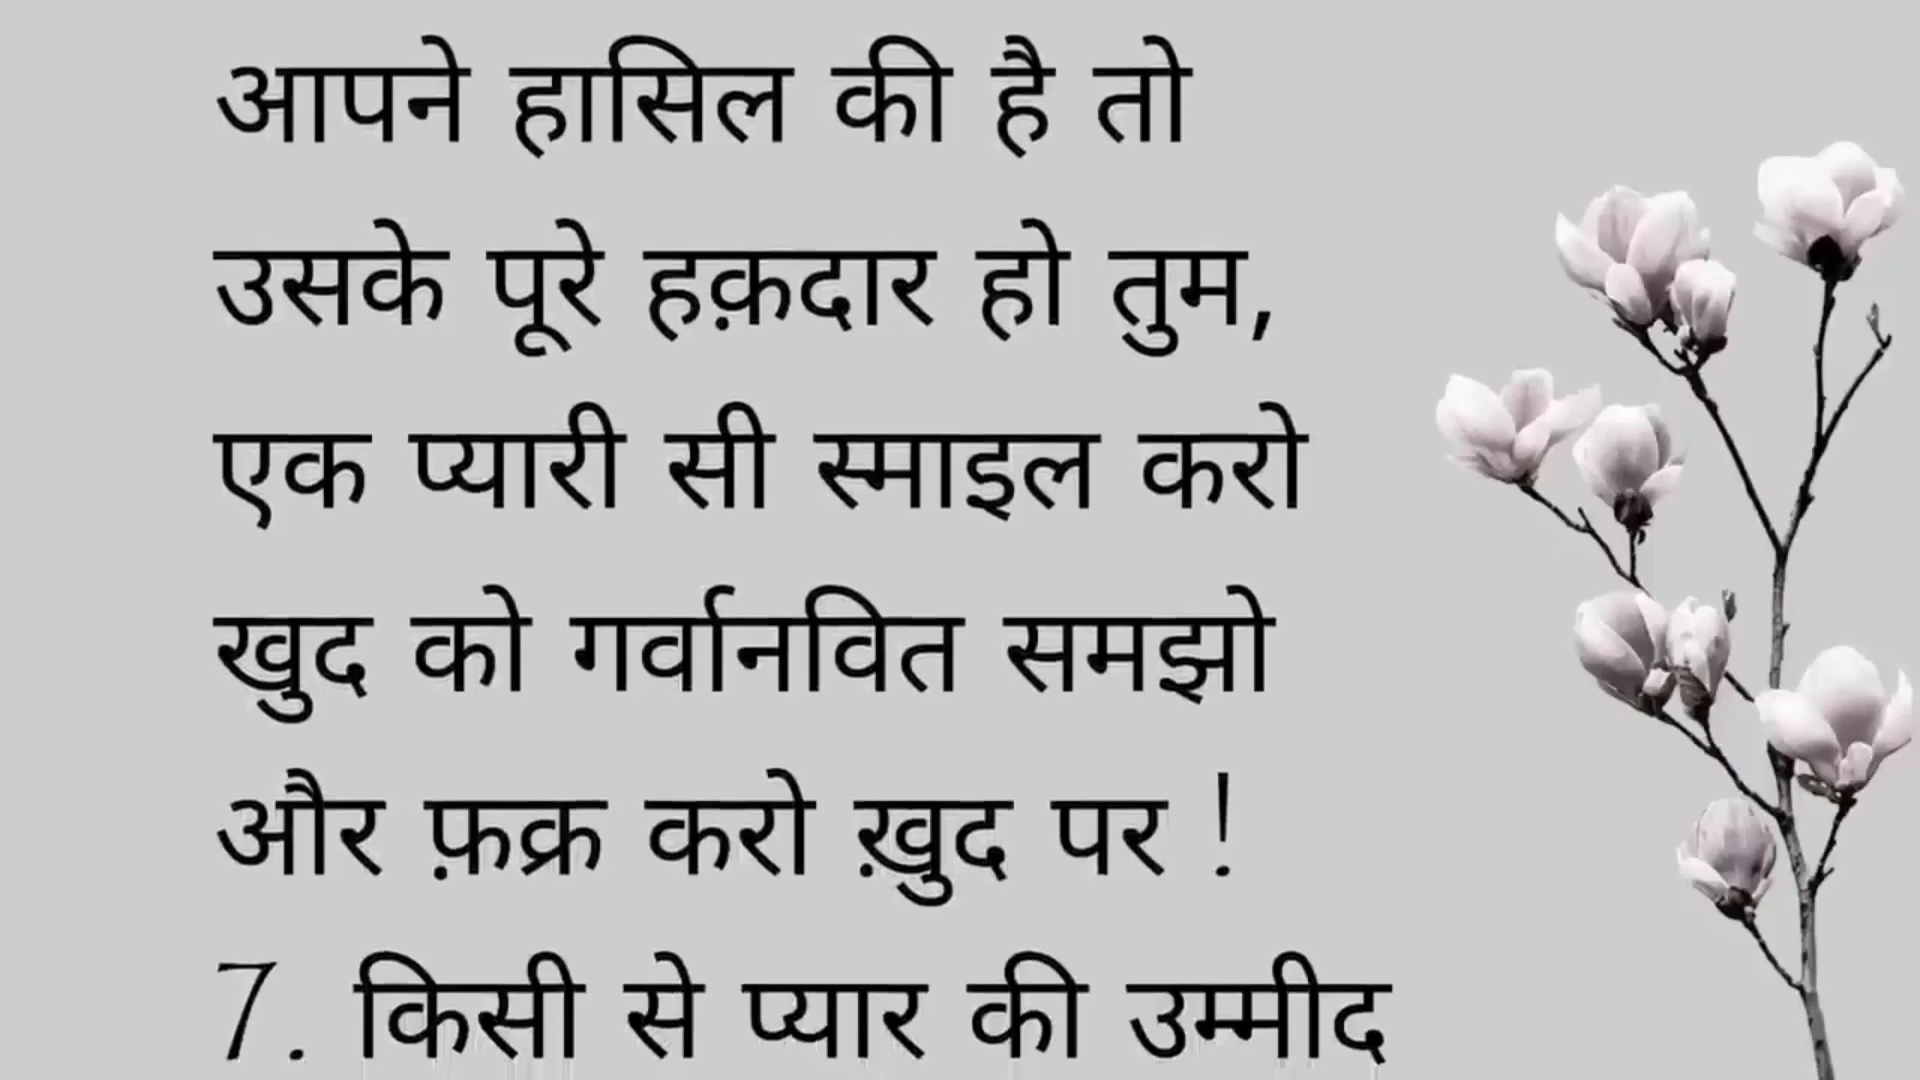 आपने हासिल की है तो
उसके पूरे हक़दार हो तुम,
एक प्यारी सी स्माइल करो
खुद को गर्वानवित समझो
और फ़क्र करो ख़ुद पर !
7. किसी से प्यार की उम्मीद